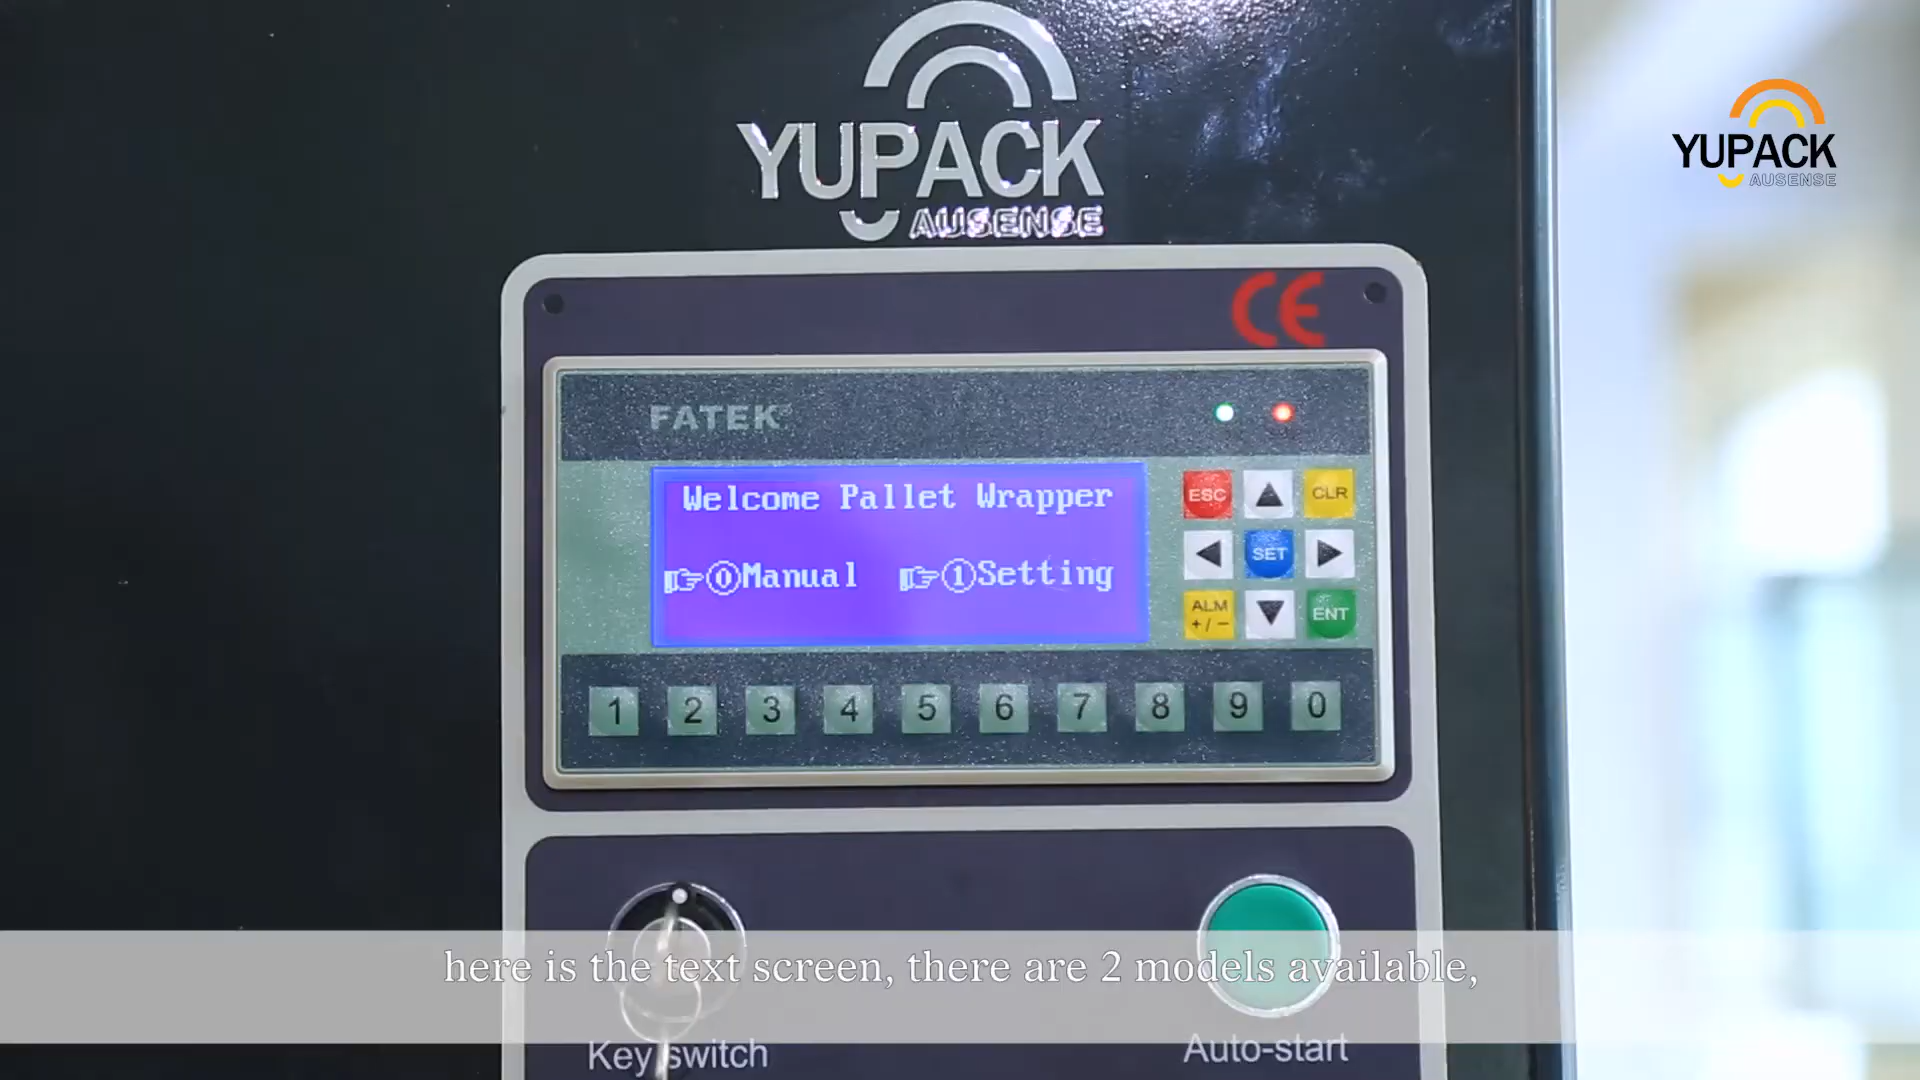 YUPACK
AUSENSE
YUPACK
AUSENSE
CE
FATEK
Welcome Pallet Wrapper
☞⓪Manual ☞①Setting
ESC
CLR
SET
ALM
+/−
ENT
1 2 3 4 5 6 7 8 9 0
here is the text screen, there are 2 models available,
Key switch
Auto-start